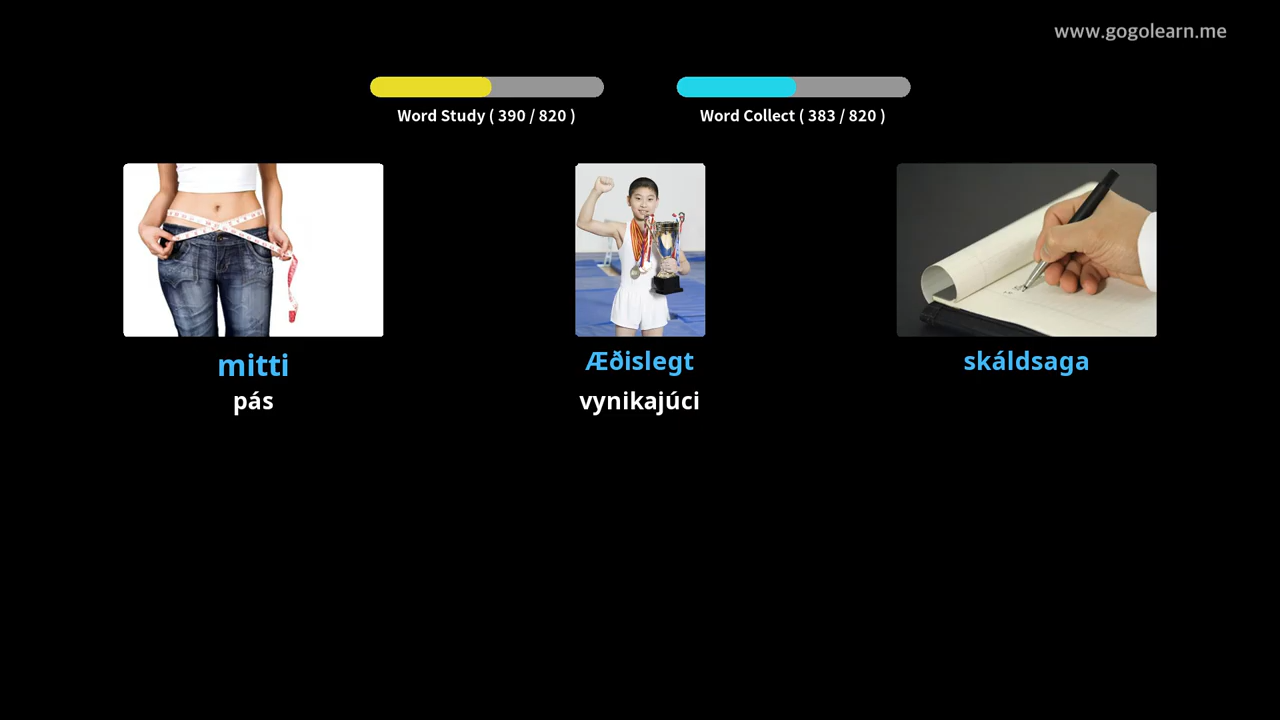 www.gogolearn.me
Word Study ( 390 / 820 )
Word Collect ( 383 / 820 )
mitti
Æðislegt
skáldsaga
pás
vynikajúci